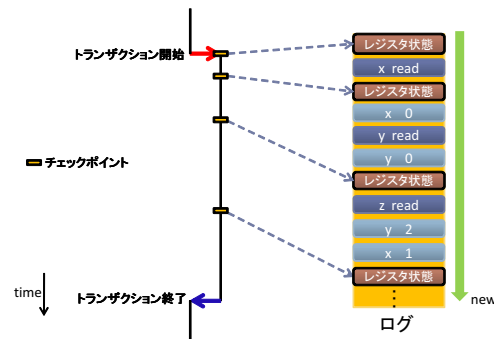 トランザクション開始
チェックポイント
time
トランザクション終了
レジスタ状態
x read
レジスタ状態
x 0
y read
y 0
レジスタ状態
z read
y 2
x 1
レジスタ状態
⋮
new
ログ